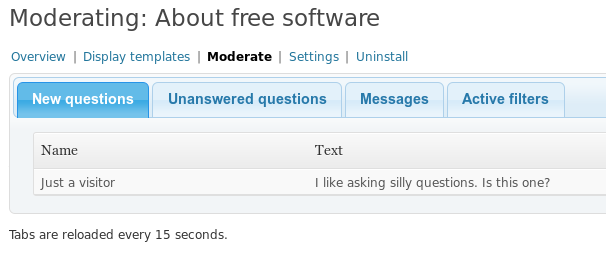 Moderating: About free software
Overview | Display templates | Moderate | Settings | Uninstall
New questions Unanswered questions Messages Active filters
Name Text
Just a visitor I like asking silly questions. Is this one?
Tabs are reloaded every 15 seconds.